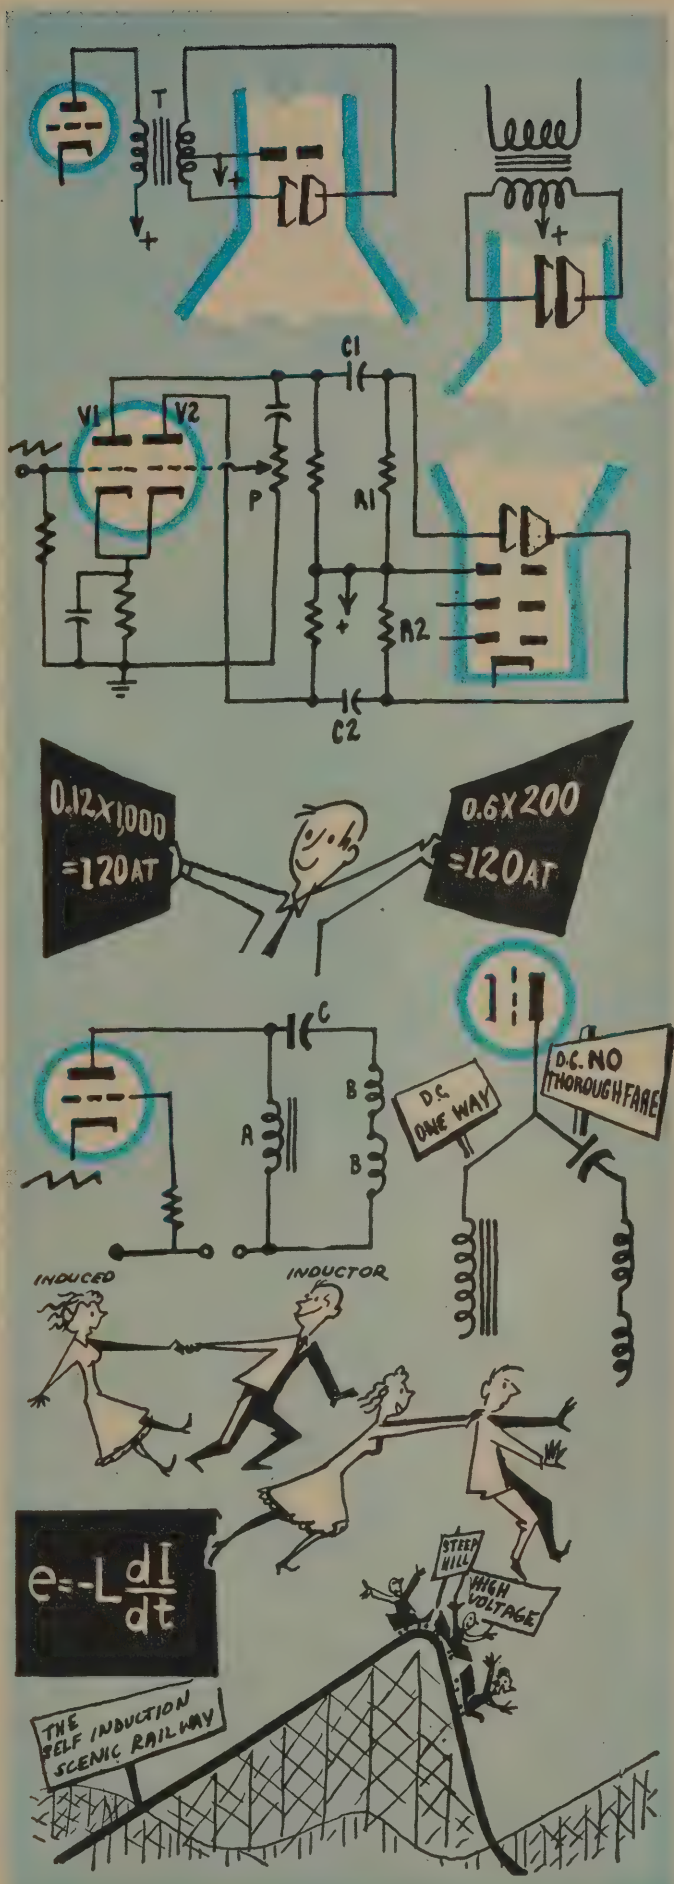 T
+
+
+
C1
V1
V2
P
R1
+
R2
C2
0.12X1,000
=120AT
0.6X200
=120AT
C
A
B
B
D.C.
ONE WAY
D.C. NO
THOROUGHFARE
INDUCED
INDUCTOR
e=-L dI/dt
STEEP
HILL
HIGH
VOLTAGE
THE
SELF INDUCTION
SCENIC RAILWAY